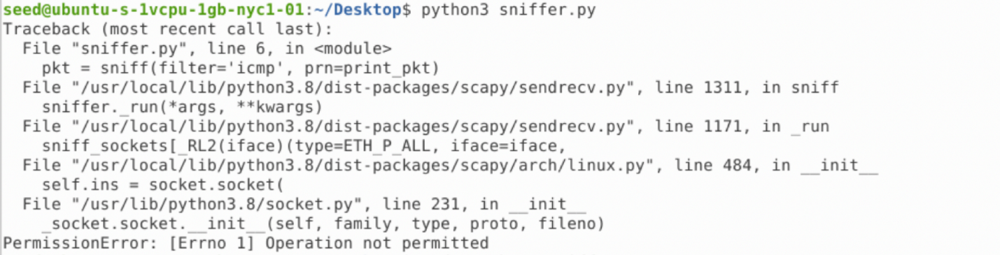 seed@ubuntu-s-1vcpu-1gb-nyc1-01:~/Desktop$ python3 sniffer.py
Traceback (most recent call last):
  File "sniffer.py", line 6, in <module>
    pkt = sniff(filter='icmp', prn=print_pkt)
  File "/usr/local/lib/python3.8/dist-packages/scapy/sendrecv.py", line 1311, in sniff
    sniffer._run(*args, **kwargs)
  File "/usr/local/lib/python3.8/dist-packages/scapy/sendrecv.py", line 1171, in _run
    sniff_sockets[_RL2(iface)(type=ETH_P_ALL, iface=iface,
  File "/usr/local/lib/python3.8/dist-packages/scapy/arch/linux.py", line 484, in __init__
    self.ins = socket.socket(
  File "/usr/lib/python3.8/socket.py", line 231, in __init__
    _socket.socket.__init__(self, family, type, proto, fileno)
PermissionError: [Errno 1] Operation not permitted